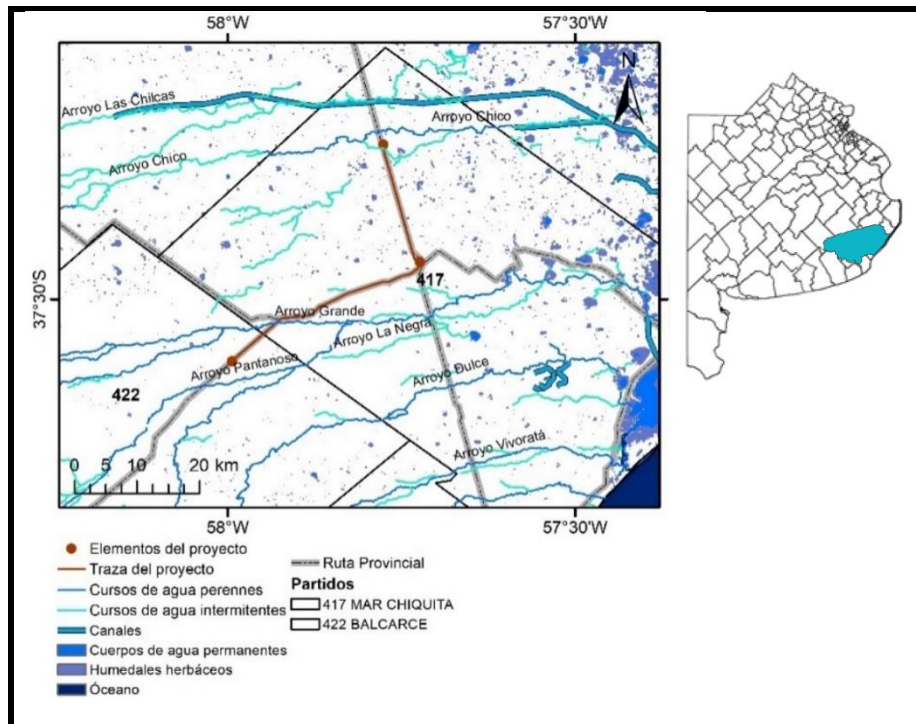 58°W
57°30'W
N
Arroyo Las Chilcas
Arroyo Chico
Arroyo Chico
37°30'S
417
Arroyo Grande
Arroyo La Negra
Arroyo Pantanoso
Arroyo Dulce
422
Arroyo Vivoratá
0 5 10 20 km
58°W
57°30'W
Elementos del proyecto
Traza del proyecto
Cursos de agua perennes
Cursos de agua intermitentes
Canales
Cuerpos de agua permanentes
Humedales herbáceos
Óceano
Ruta Provincial
Partidos
417 MAR CHIQUITA
422 BALCARCE